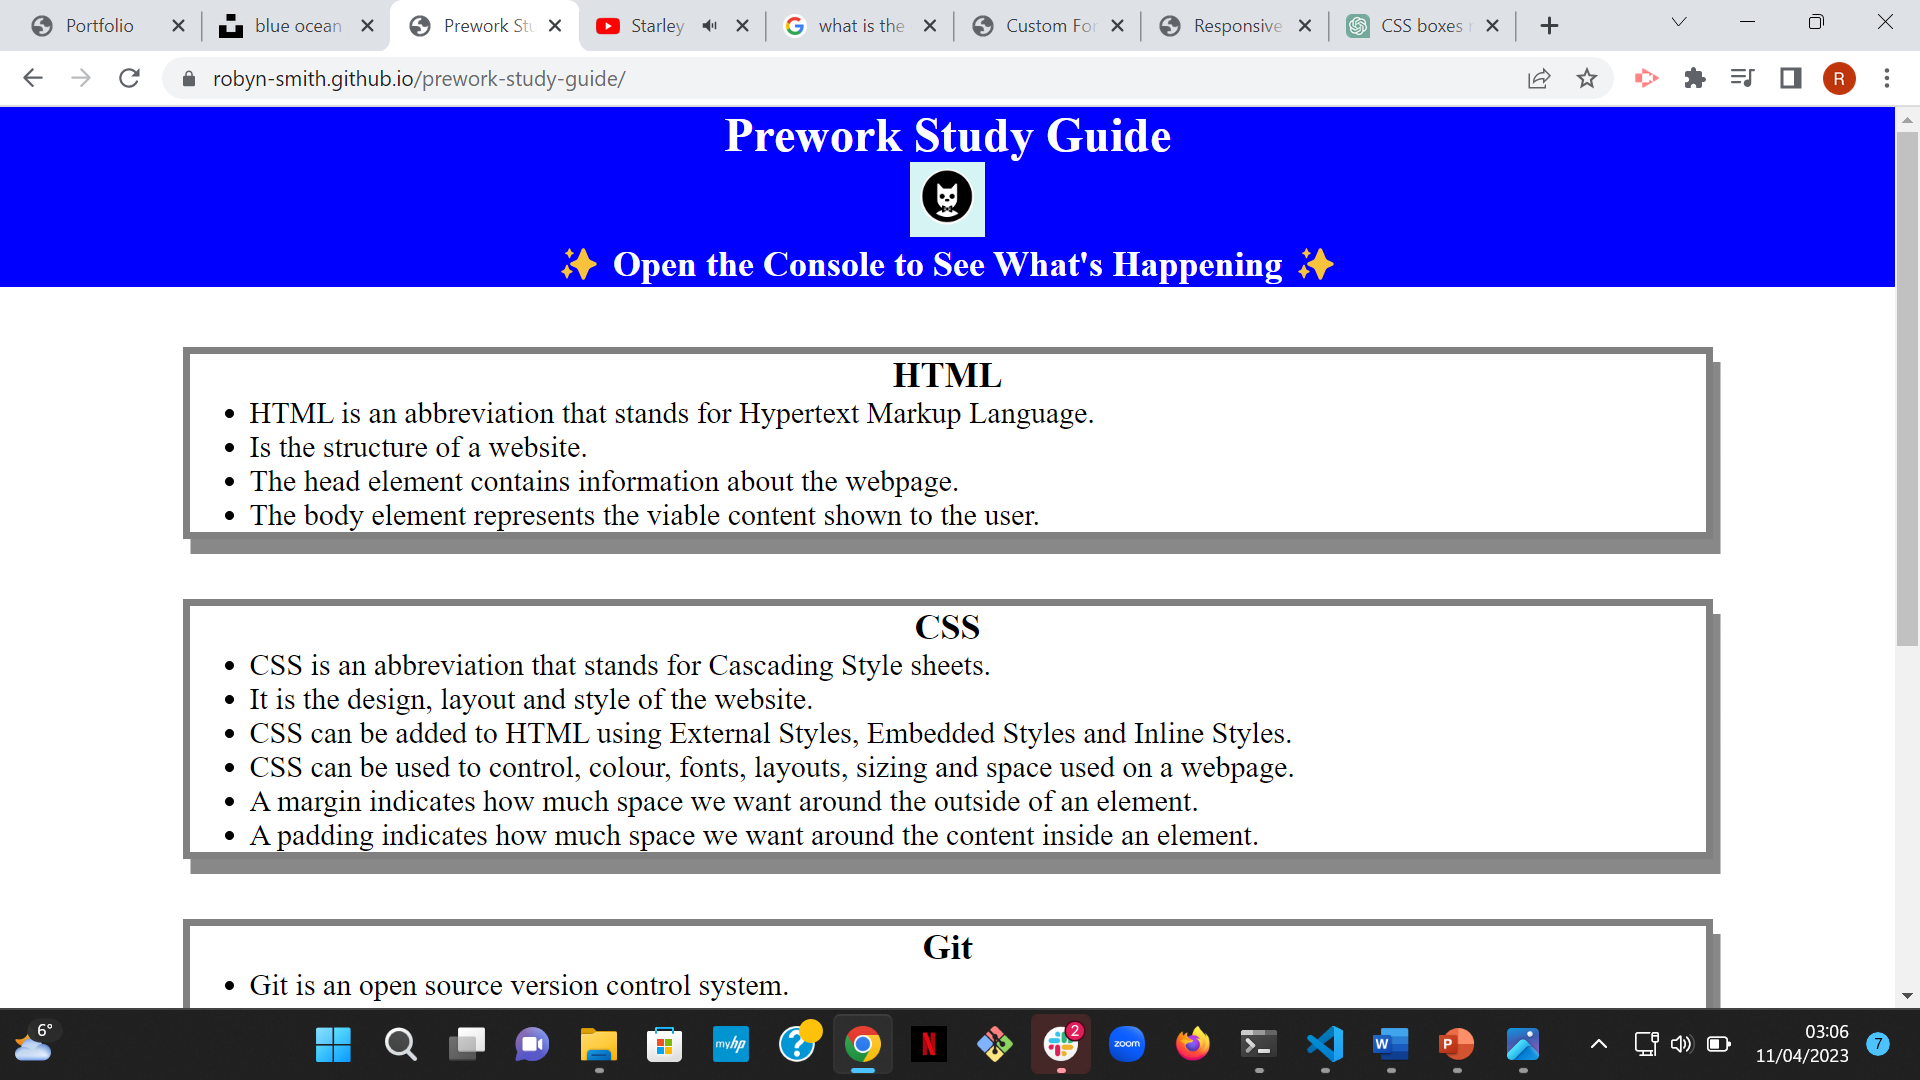 Portfolio
blue ocean
Prework Stu
Starley
what is the
Custom For
Responsive
CSS boxes r
robyn-smith.github.io/prework-study-guide/
R
Prework Study Guide
✨ Open the Console to See What's Happening ✨
HTML
• HTML is an abbreviation that stands for Hypertext Markup Language.
• Is the structure of a website.
• The head element contains information about the webpage.
• The body element represents the viable content shown to the user.
CSS
• CSS is an abbreviation that stands for Cascading Style sheets.
• It is the design, layout and style of the website.
• CSS can be added to HTML using External Styles, Embedded Styles and Inline Styles.
• CSS can be used to control, colour, fonts, layouts, sizing and space used on a webpage.
• A margin indicates how much space we want around the outside of an element.
• A padding indicates how much space we want around the content inside an element.
Git
• Git is an open source version control system.
6°
myhp
?
N
2
zoom
W
P
03:06
11/04/2023
7